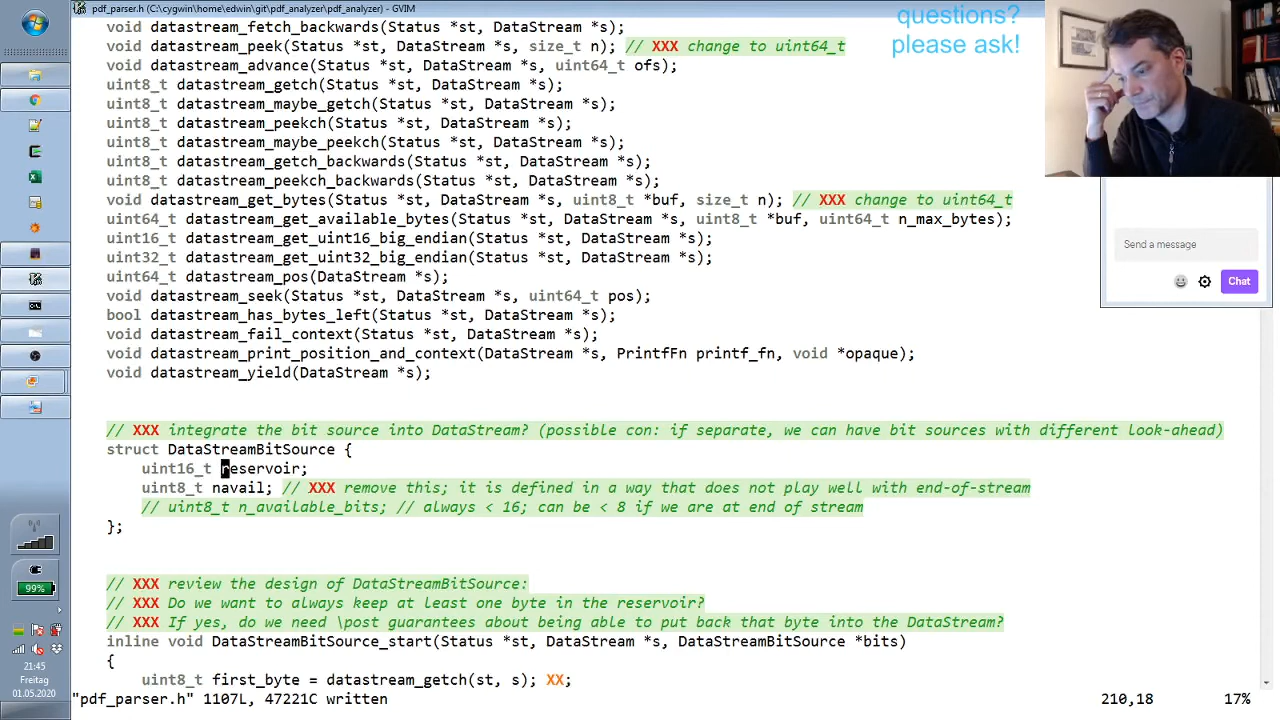 pdf_parser.h (C:\cygwin\home\edwin\git\pdf_analyzer\pdf_analyzer) - GVIM
void datastream_fetch_backwards(Status *st, DataStream *s);
void datastream_peek(Status *st, DataStream *s, size_t n); // XXX change to uint64_t
void datastream_advance(Status *st, DataStream *s, uint64_t ofs);
uint8_t datastream_getch(Status *st, DataStream *s);
uint8_t datastream_maybe_getch(Status *st, DataStream *s);
uint8_t datastream_peekch(Status *st, DataStream *s);
uint8_t datastream_maybe_peekch(Status *st, DataStream *s);
uint8_t datastream_getch_backwards(Status *st, DataStream *s);
uint8_t datastream_peekch_backwards(Status *st, DataStream *s);
void datastream_get_bytes(Status *st, DataStream *s, uint8_t *buf, size_t n); // XXX change to uint64_t
uint64_t datastream_get_available_bytes(Status *st, DataStream *s, uint8_t *buf, uint64_t n_max_bytes);
uint16_t datastream_get_uint16_big_endian(Status *st, DataStream *s);
uint32_t datastream_get_uint32_big_endian(Status *st, DataStream *s);
uint64_t datastream_pos(DataStream *s);
void datastream_seek(Status *st, DataStream *s, uint64_t pos);
bool datastream_has_bytes_left(Status *st, DataStream *s);
void datastream_fail_context(Status *st, DataStream *s);
void datastream_print_position_and_context(DataStream *s, PrintfFn printf_fn, void *opaque);
void datastream_yield(DataStream *s);
// XXX integrate the bit source into DataStream? (possible con: if separate, we can have bit sources with different look-ahead)
struct DataStreamBitSource {
uint16_t reservoir;
uint8_t navail; // XXX remove this; it is defined in a way that does not play well with end-of-stream
// uint8_t n_available_bits; // always < 16; can be < 8 if we are at end of stream
};
// XXX review the design of DataStreamBitSource:
// XXX Do we want to always keep at least one byte in the reservoir?
// XXX If yes, do we need \post guarantees about being able to put back that byte into the DataStream?
inline void DataStreamBitSource_start(Status *st, DataStream *s, DataStreamBitSource *bits)
{
uint8_t first_byte = datastream_getch(st, s); XX;
"pdf_parser.h" 1107L, 47221C written
210,18
17%
questions?
please ask!
Send a message
Chat
99%
21:45
Freitag
01.05.2020